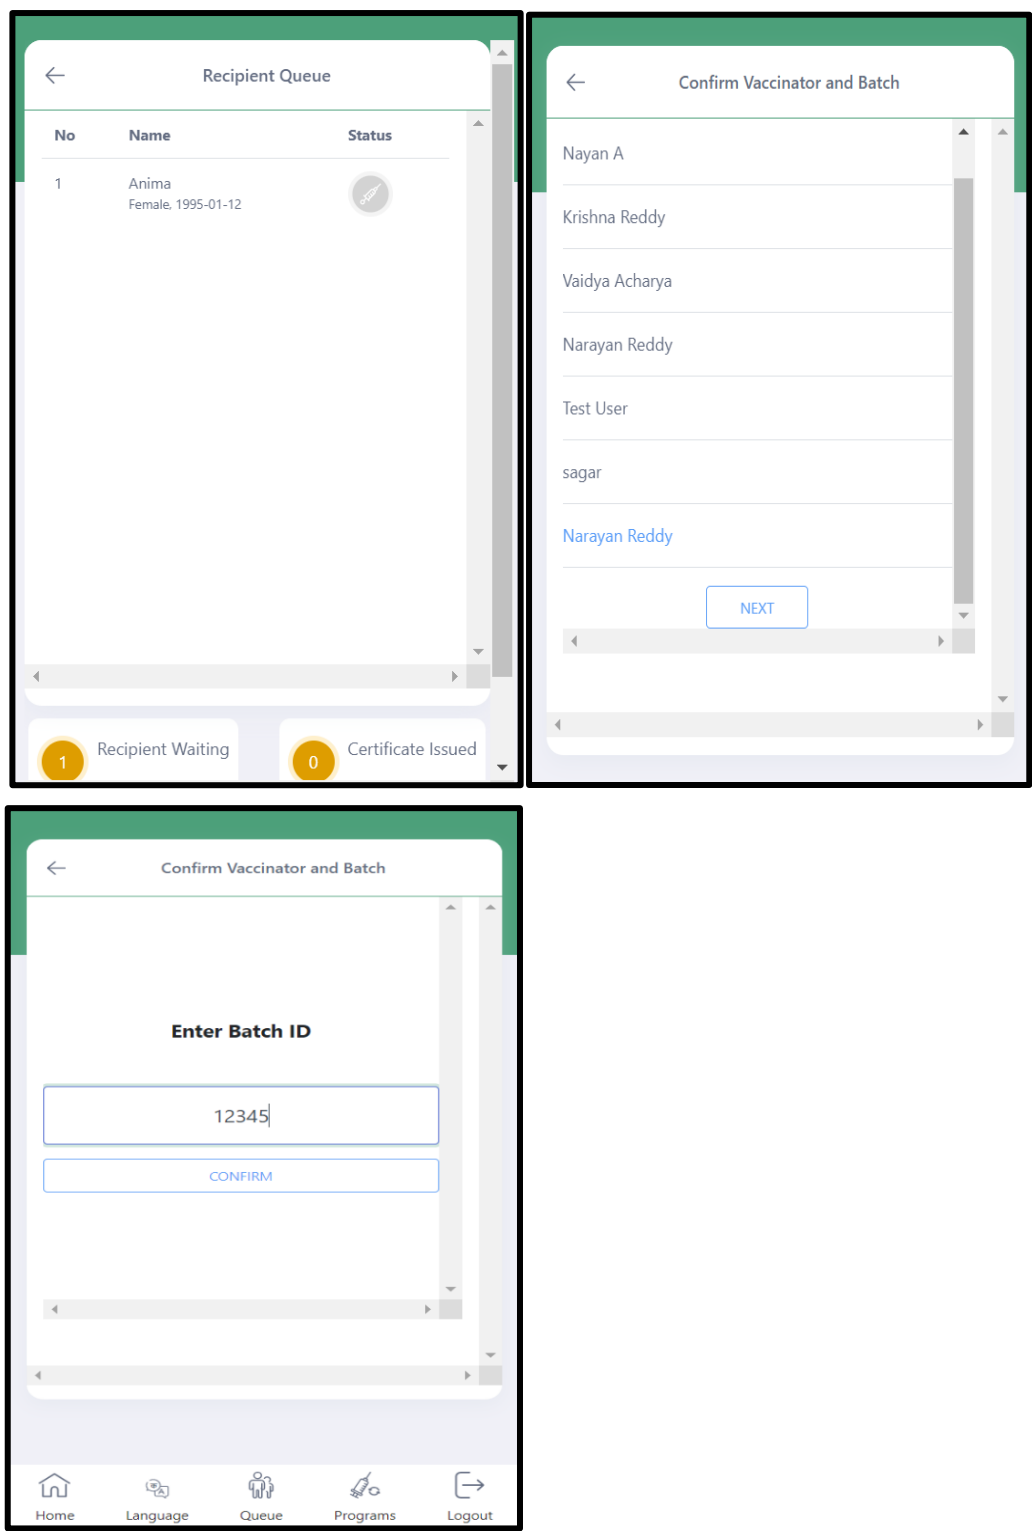 Recipient Queue
No Name Status
1 Anima
Female, 1995-01-12
1 Recipient Waiting
0 Certificate Issued
Confirm Vaccinator and Batch
Nayan A
Krishna Reddy
Vaidya Acharya
Narayan Reddy
Test User
sagar
Narayan Reddy
NEXT
Confirm Vaccinator and Batch
Enter Batch ID
12345
CONFIRM
Home Language Queue Programs Logout